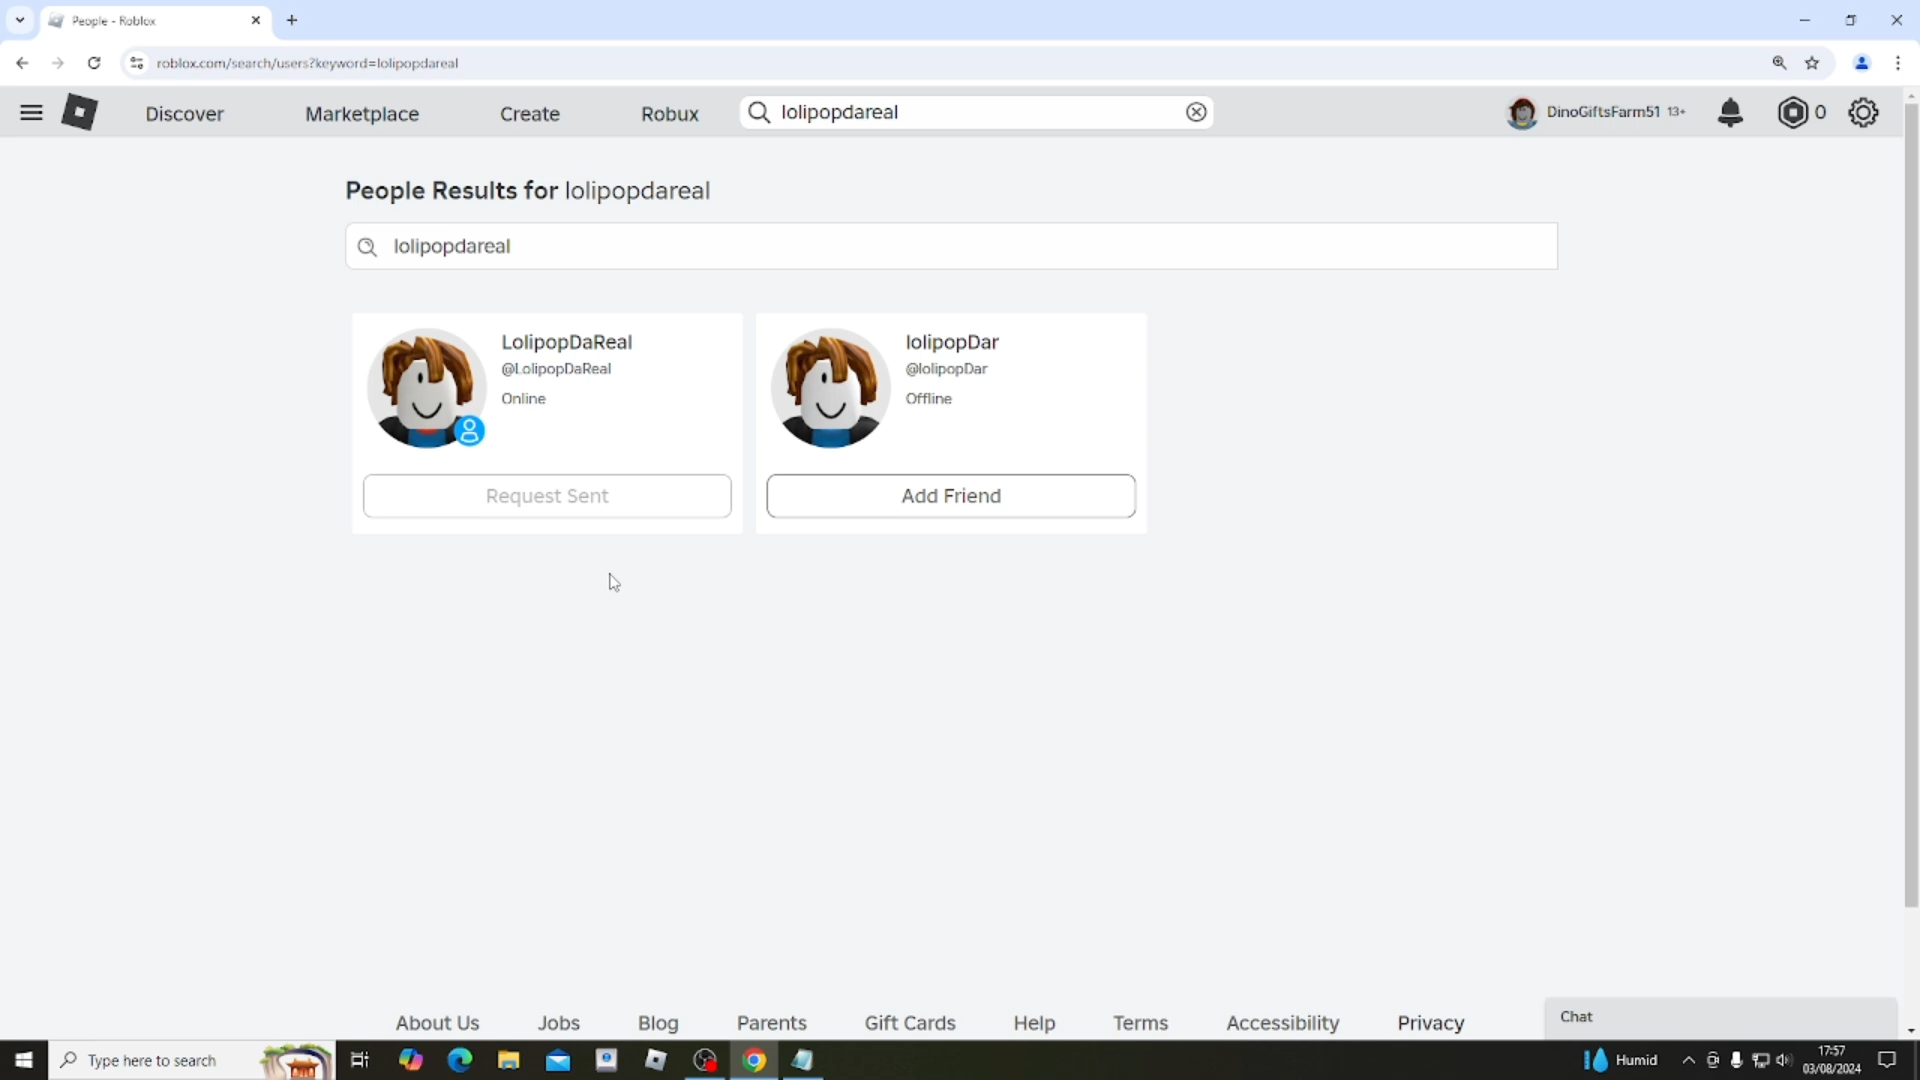 People - Roblox
roblox.com/search/users?keyword=lolipopdareal
Discover
Marketplace
Create
Robux
lolipopdareal
DinoGiftsFarm51 13+
0
People Results for lolipopdareal
lolipopdareal
LolipopDaReal
@LolipopDaReal
Online
Request Sent
lolipopDar
@lolipopDar
Offline
Add Friend
About Us
Jobs
Blog
Parents
Gift Cards
Help
Terms
Accessibility
Privacy
Chat
Type here to search
Humid
17:57
03/08/2024